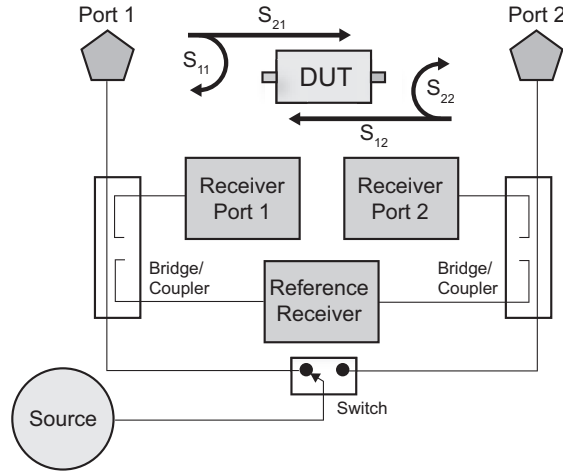 Port 1
Port 2
S21
S11
DUT
S22
S12
Receiver
Port 1
Receiver
Port 2
Bridge/
Coupler
Reference
Receiver
Bridge/
Coupler
Switch
Source